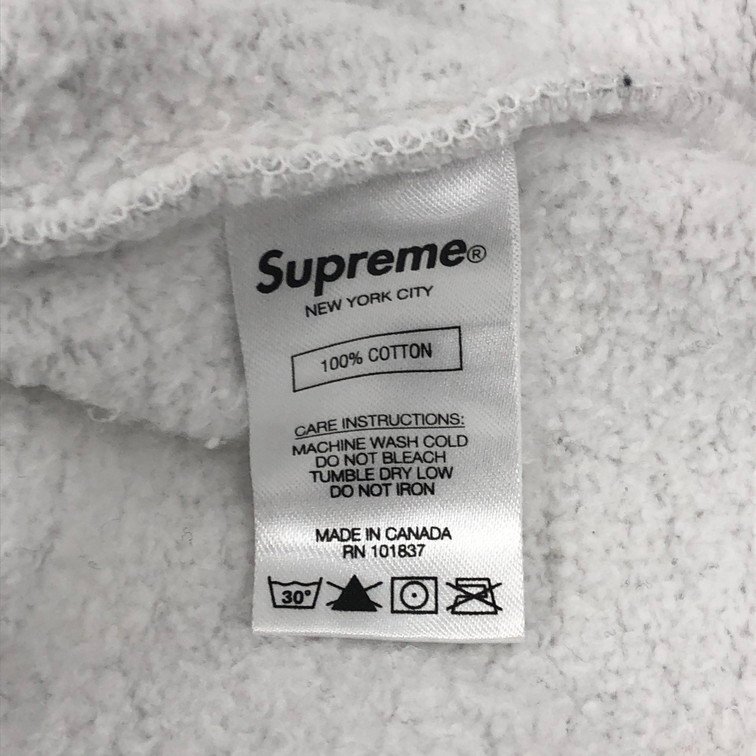 Supreme®
NEW YORK CITY
100% COTTON
CARE INSTRUCTIONS:
MACHINE WASH COLD
DO NOT BLEACH
TUMBLE DRY LOW
DO NOT IRON
MADE IN CANADA
RN 101837
30°